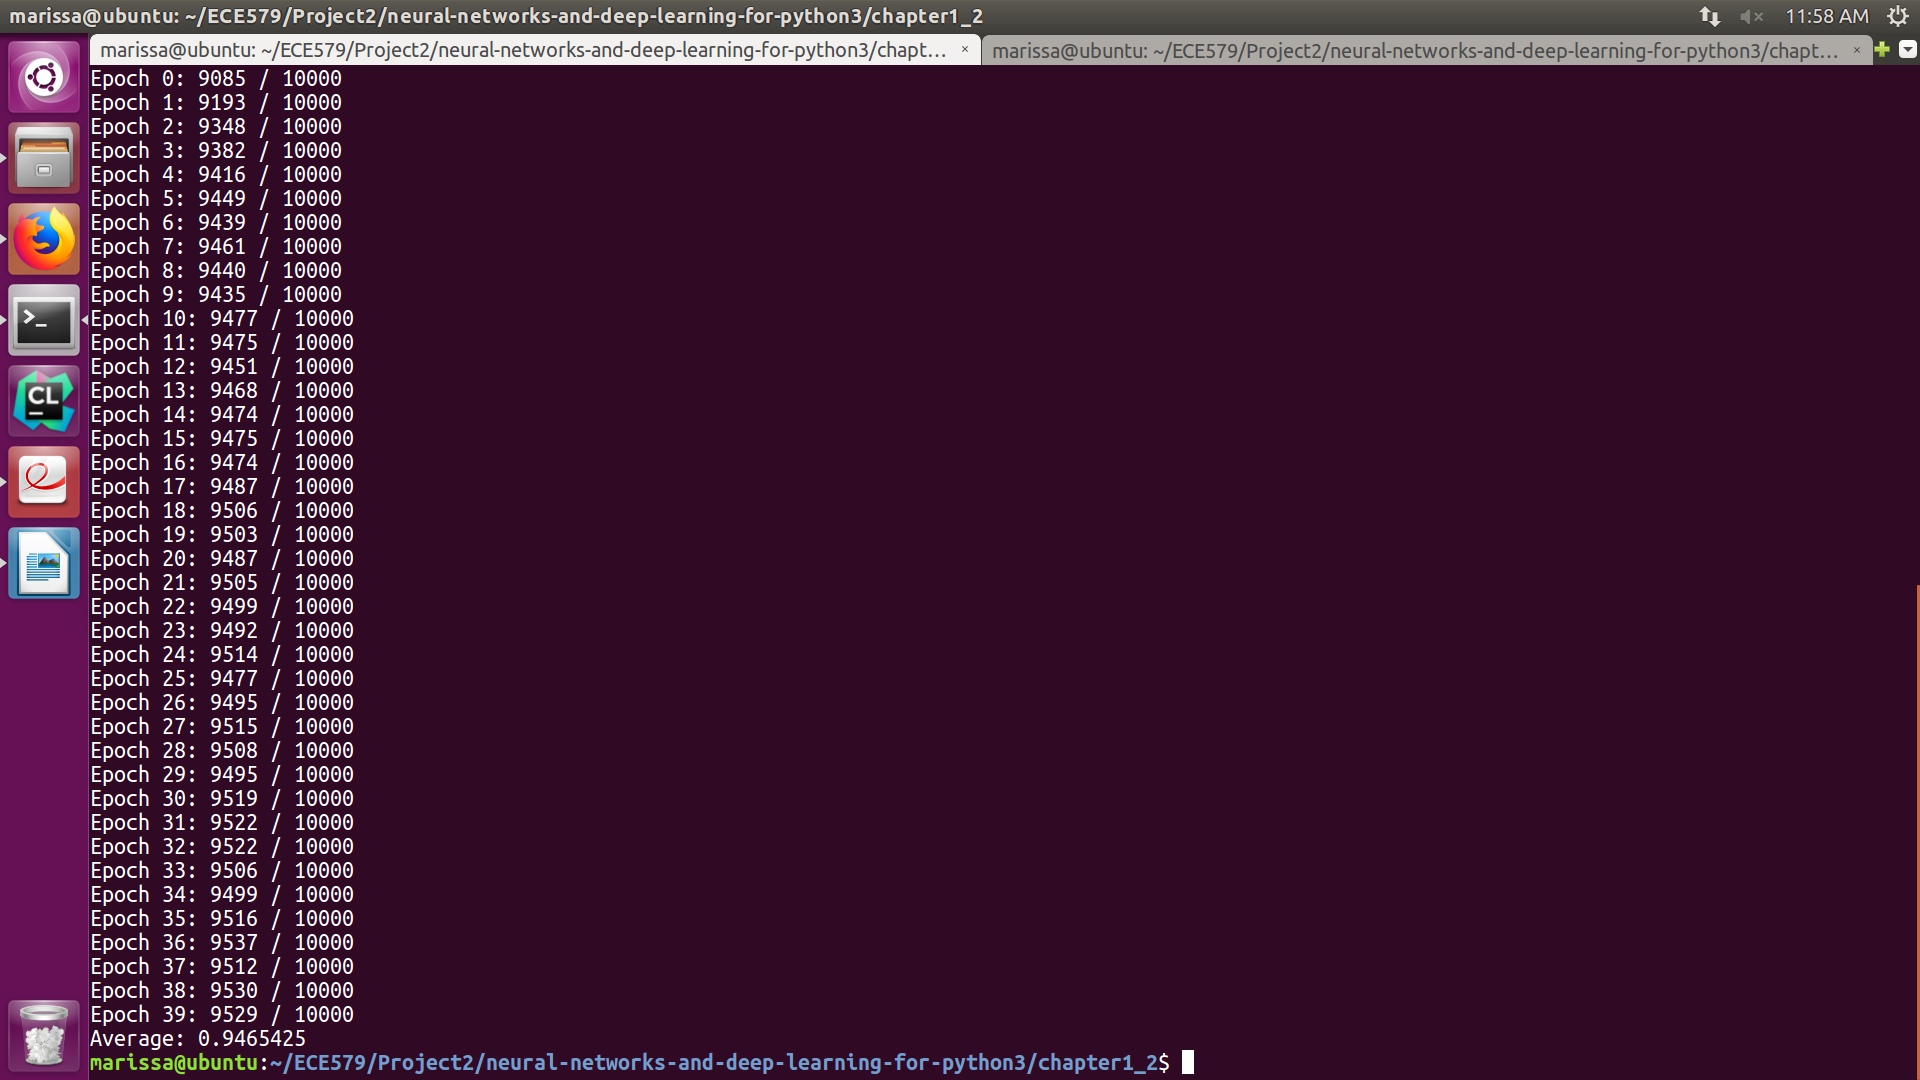 marissa@ubuntu: ~/ECE579/Project2/neural-networks-and-deep-learning-for-python3/chapter1_2
11:58 AM
marissa@ubuntu: ~/ECE579/Project2/neural-networks-and-deep-learning-for-python3/chapt... ×
marissa@ubuntu: ~/ECE579/Project2/neural-networks-and-deep-learning-for-python3/chapt... ×
Epoch 0: 9085 / 10000
Epoch 1: 9193 / 10000
Epoch 2: 9348 / 10000
Epoch 3: 9382 / 10000
Epoch 4: 9416 / 10000
Epoch 5: 9449 / 10000
Epoch 6: 9439 / 10000
Epoch 7: 9461 / 10000
Epoch 8: 9440 / 10000
Epoch 9: 9435 / 10000
Epoch 10: 9477 / 10000
Epoch 11: 9475 / 10000
Epoch 12: 9451 / 10000
Epoch 13: 9468 / 10000
Epoch 14: 9474 / 10000
Epoch 15: 9475 / 10000
Epoch 16: 9474 / 10000
Epoch 17: 9487 / 10000
Epoch 18: 9506 / 10000
Epoch 19: 9503 / 10000
Epoch 20: 9487 / 10000
Epoch 21: 9505 / 10000
Epoch 22: 9499 / 10000
Epoch 23: 9492 / 10000
Epoch 24: 9514 / 10000
Epoch 25: 9477 / 10000
Epoch 26: 9495 / 10000
Epoch 27: 9515 / 10000
Epoch 28: 9508 / 10000
Epoch 29: 9495 / 10000
Epoch 30: 9519 / 10000
Epoch 31: 9522 / 10000
Epoch 32: 9522 / 10000
Epoch 33: 9506 / 10000
Epoch 34: 9499 / 10000
Epoch 35: 9516 / 10000
Epoch 36: 9537 / 10000
Epoch 37: 9512 / 10000
Epoch 38: 9530 / 10000
Epoch 39: 9529 / 10000
Average: 0.9465425
marissa@ubuntu:~/ECE579/Project2/neural-networks-and-deep-learning-for-python3/chapter1_2$
>_
CL